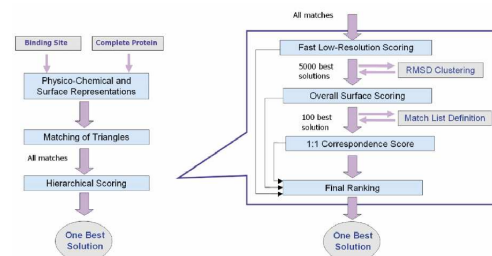 Binding Site
Complete Protein
Physico-Chemical and
Surface Representations
Matching of Triangles
All matches
Hierarchical Scoring
One Best
Solution
All matches
Fast Low-Resolution Scoring
5000 best
solutions
RMSD Clustering
Overall Surface Scoring
100 best
solution
Match List Definition
1:1 Correspondence Score
Final Ranking
One Best
Solution